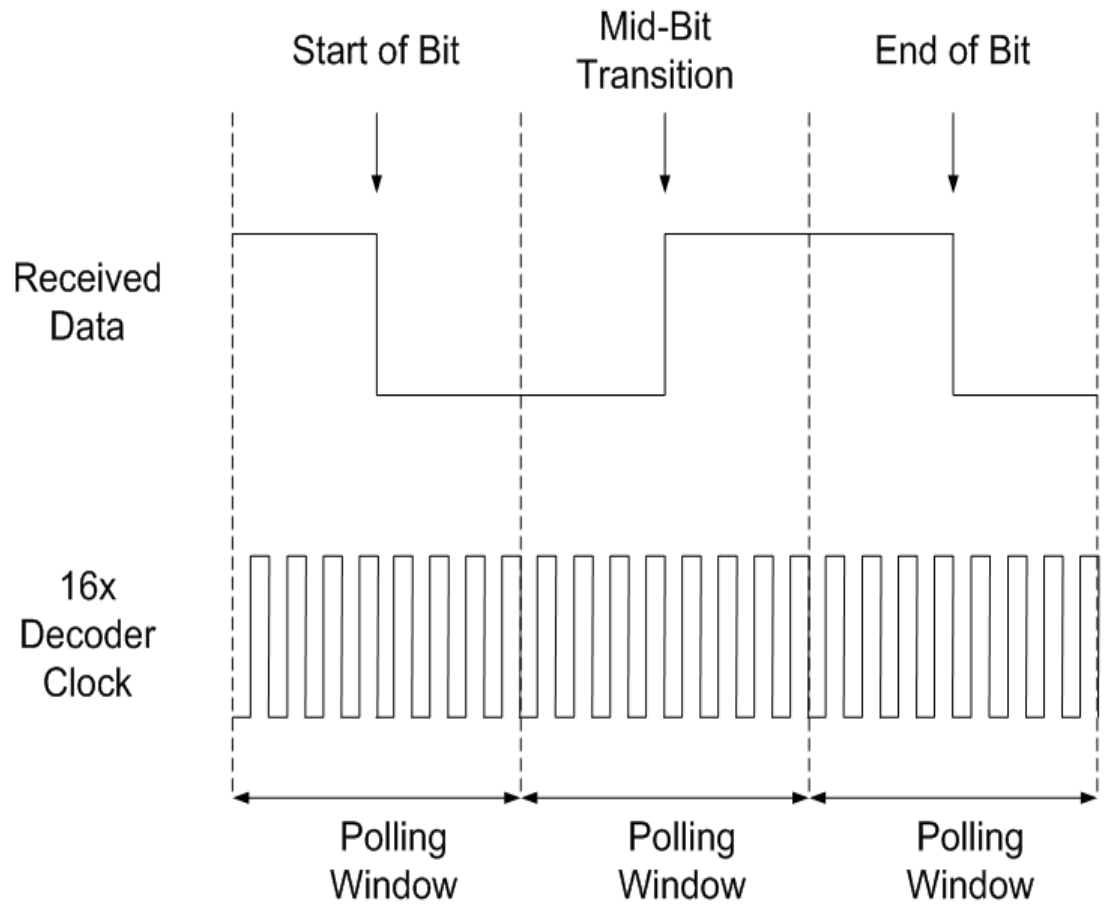 Start of Bit
Mid-Bit
Transition
End of Bit
Received
Data
16x
Decoder
Clock
Polling
Window
Polling
Window
Polling
Window